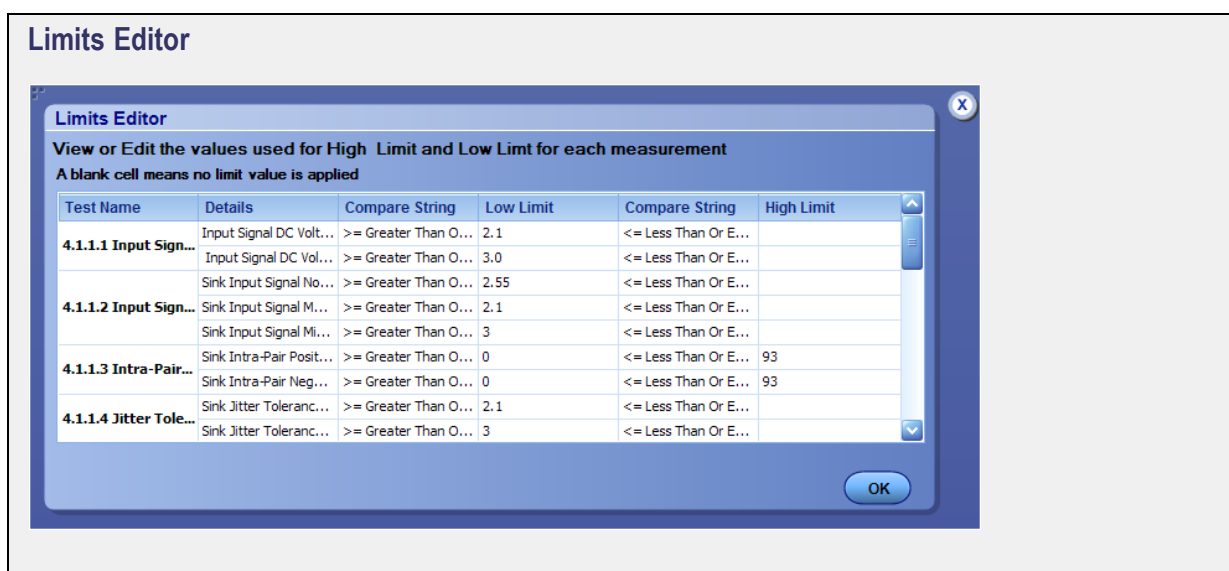 Limits Editor
X
Limits Editor
View or Edit the values used for High Limit and Low Limt for each measurement
A blank cell means no limit value is applied
Test Name Details Compare String Low Limit Compare String High Limit
4.1.1.1 Input Sign...
Input Signal DC Volt... >= Greater Than O... 2.1 <= Less Than Or E...
Input Signal DC Vol... >= Greater Than O... 3.0 <= Less Than Or E...
4.1.1.2 Input Sign...
Sink Input Signal No... >= Greater Than O... 2.55 <= Less Than Or E...
Sink Input Signal M... >= Greater Than O... 2.1 <= Less Than Or E...
Sink Input Signal Mi... >= Greater Than O... 3 <= Less Than Or E...
4.1.1.3 Intra-Pair...
Sink Intra-Pair Posit... >= Greater Than O... 0 <= Less Than Or E... 93
Sink Intra-Pair Neg... >= Greater Than O... 0 <= Less Than Or E... 93
4.1.1.4 Jitter Tole...
Sink Jitter Toleranc... >= Greater Than O... 2.1 <= Less Than Or E...
Sink Jitter Toleranc... >= Greater Than O... 3 <= Less Than Or E...
OK